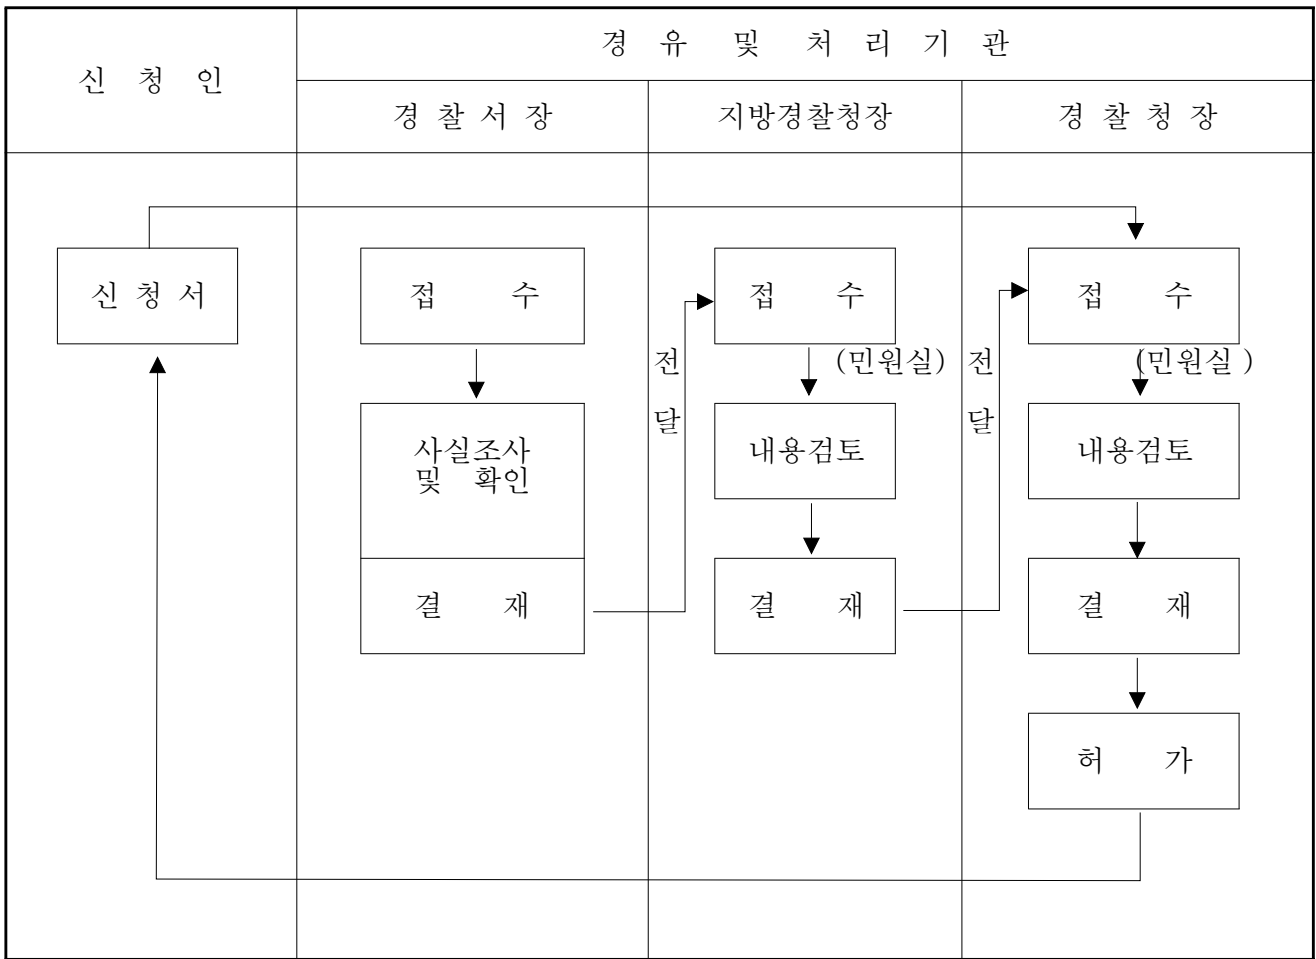 신 청 인
경 유 및 처 리 기 관
경 찰 서 장
지방경찰청장
경 찰 청 장
신 청 서
접 수
접 수
접 수
전
달
(민원실)
전
달
(민원실 )
사실조사
및 확인
내용검토
내용검토
결 재
결 재
결 재
허 가